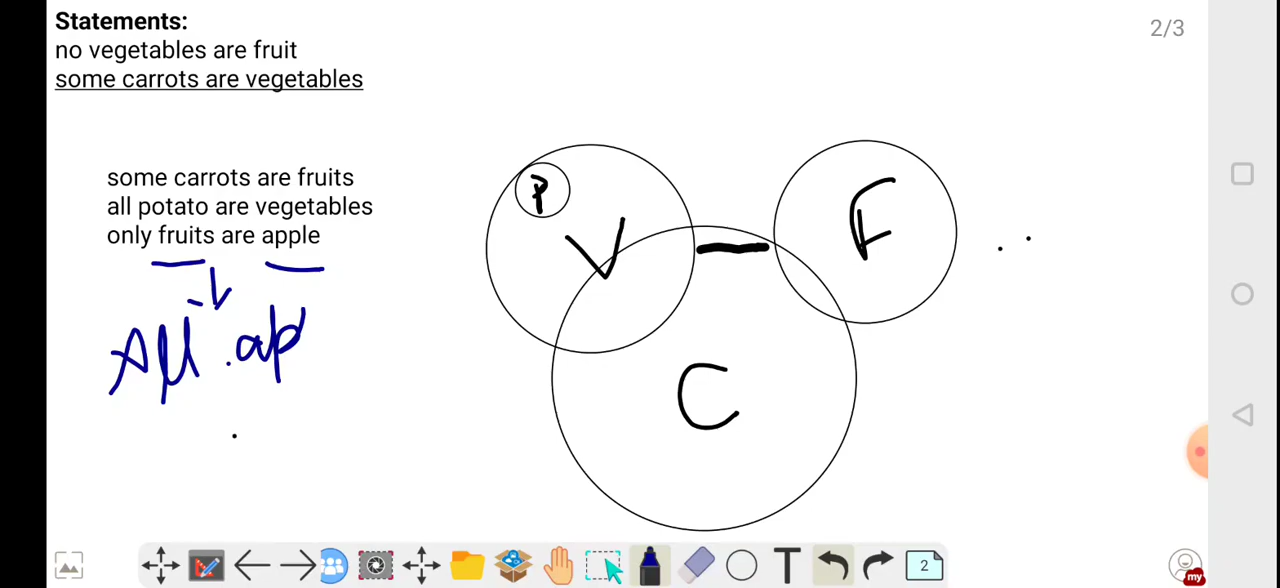 Statements:
2/3
no vegetables are fruit
some carrots are vegetables
some carrots are fruits
all potato are vegetables
only fruits are apple
P
V
F
All .ap
C
T
2
my